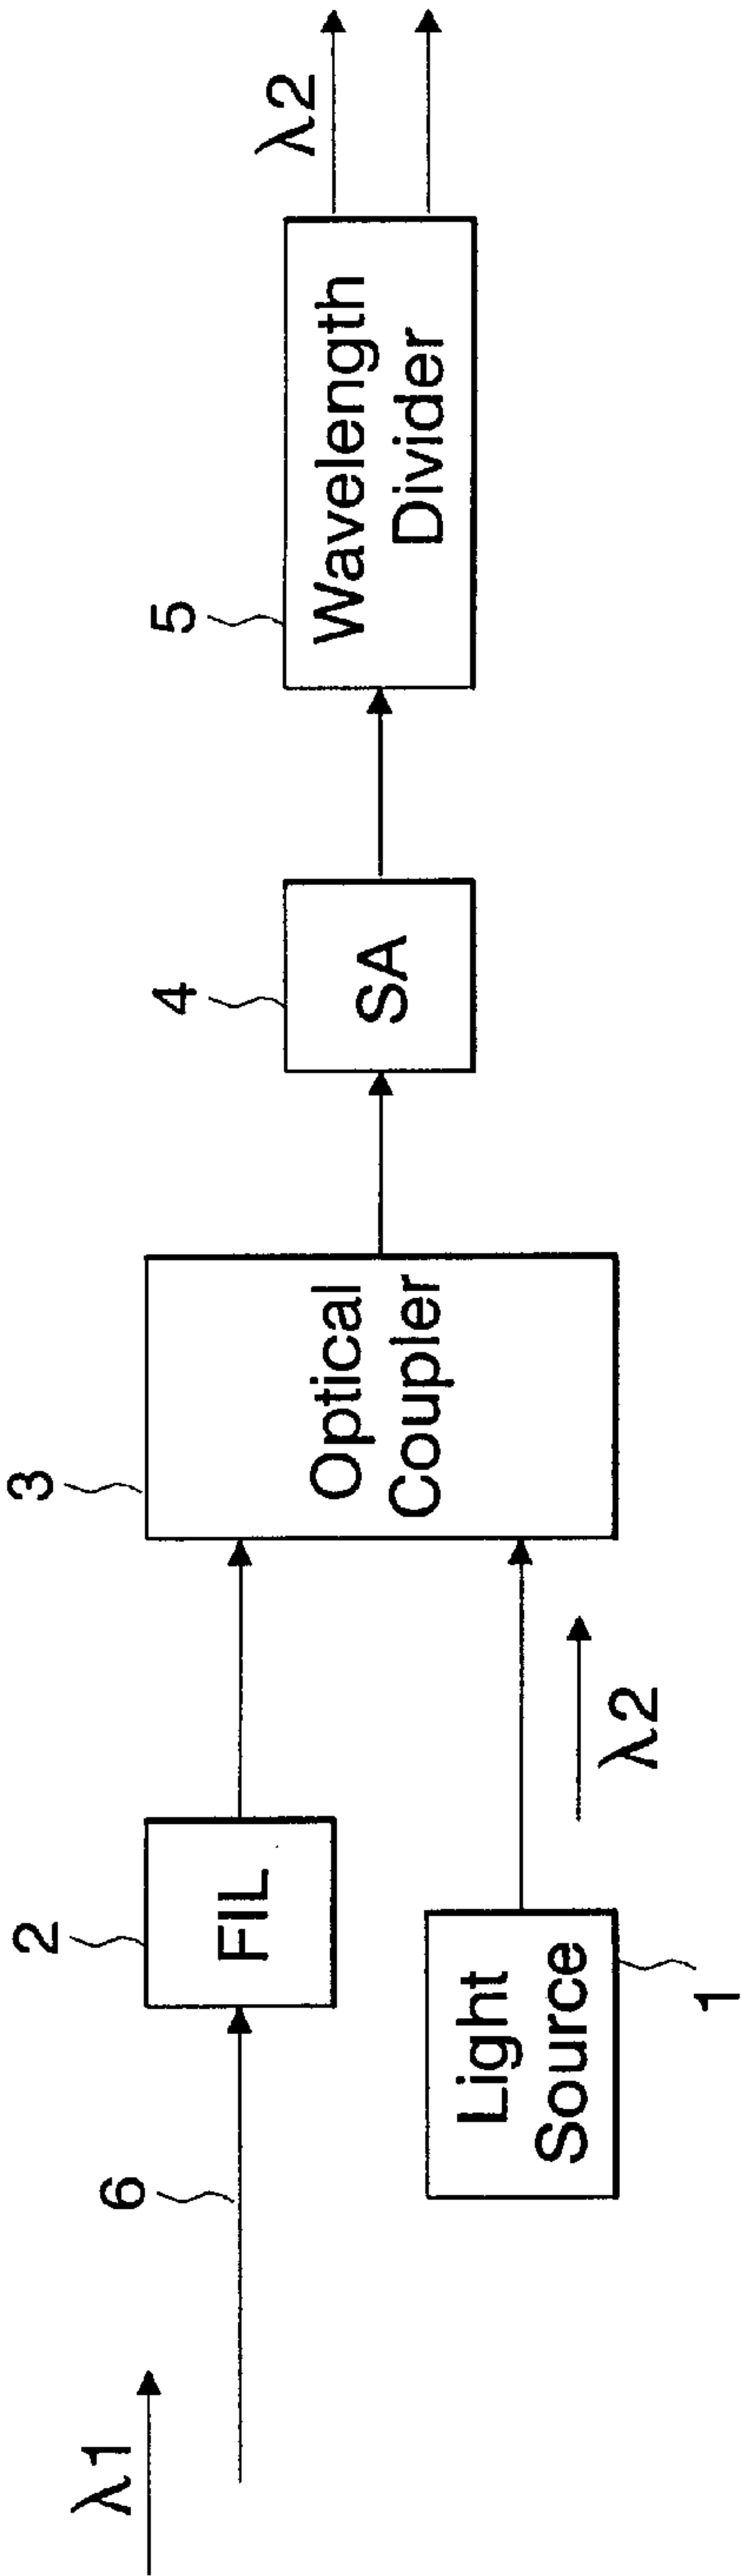 λ1
6
2
FIL
Light
Source
1
λ2
3
Optical
Coupler
4
SA
5
Wavelength
Divider
λ2